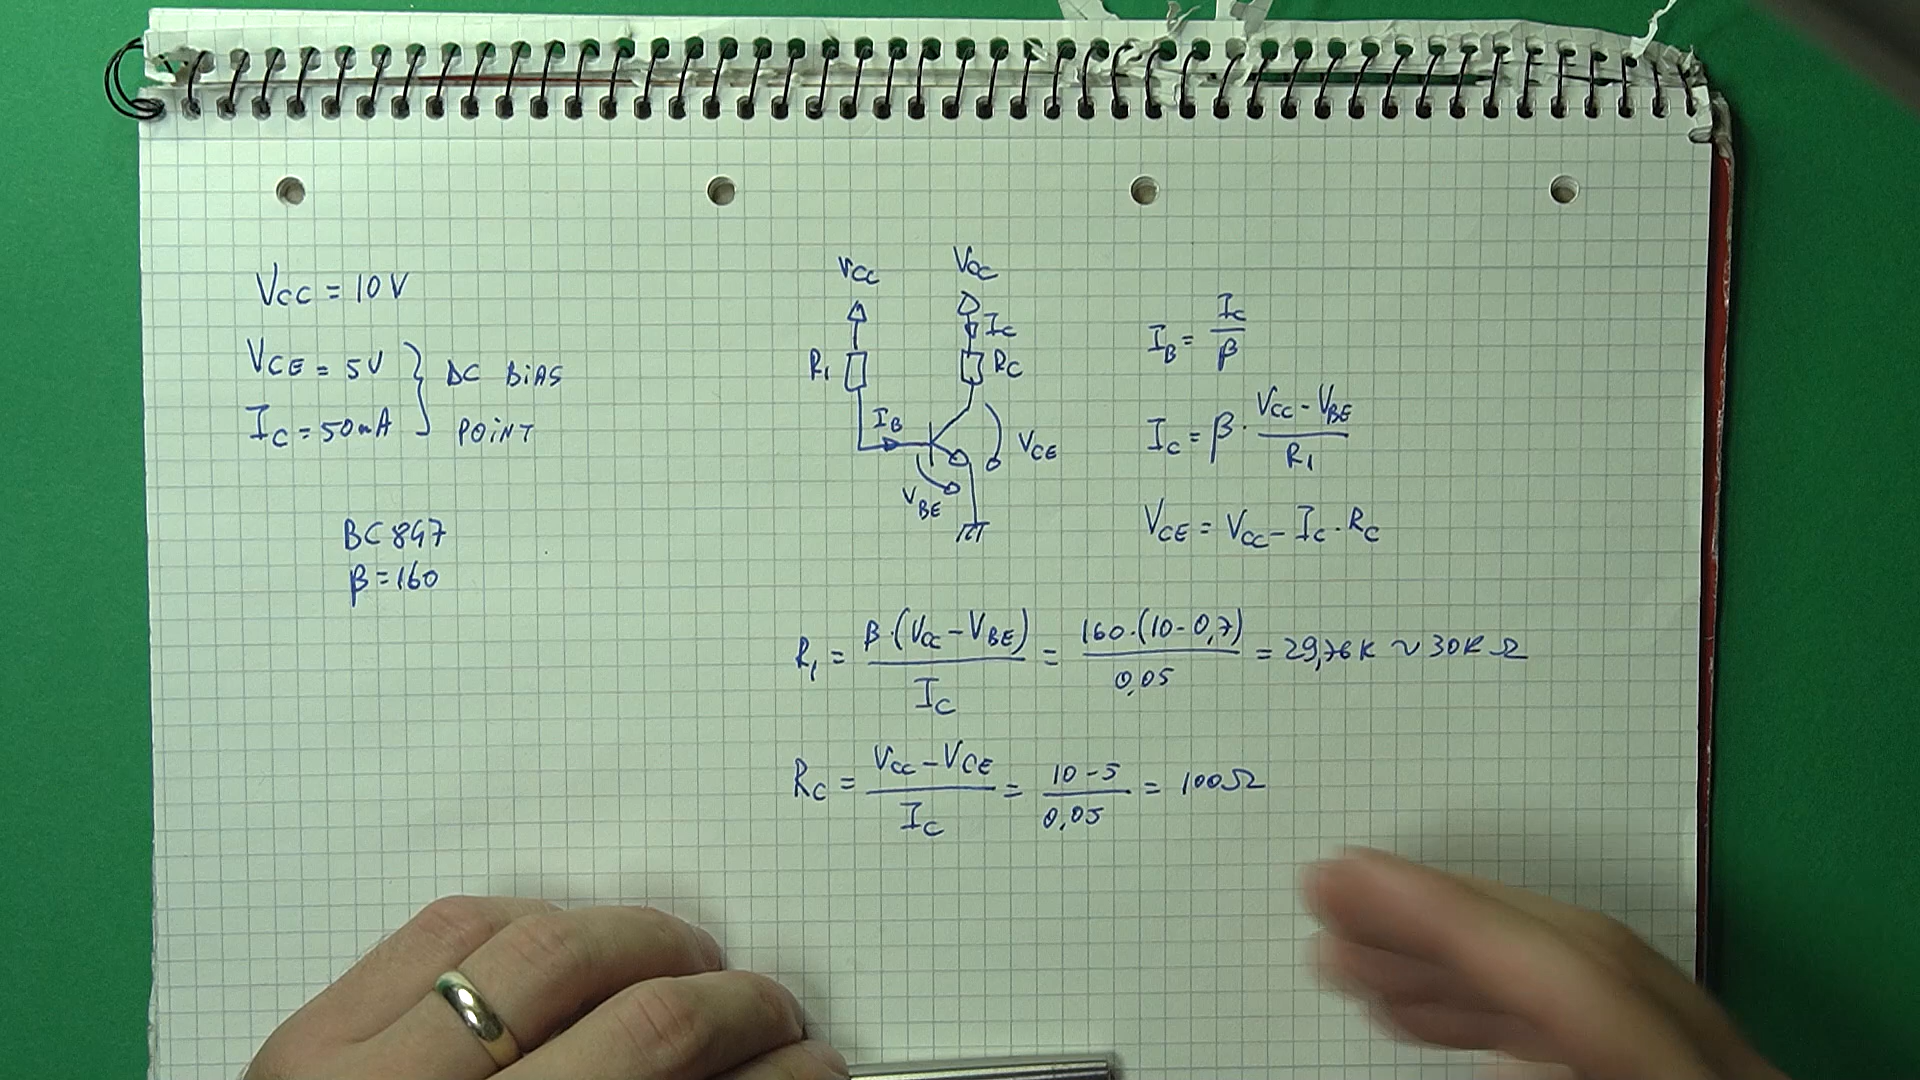 VCC = 10V
VCE = 5V } DC BIAS
IC = 50mA } POINT
BC847
β = 160
VCC VCC
IC
R1 RC
IB
VCE
VBE
IB = IC / β
IC = β · (VCC - VBE) / R1
VCE = VCC - IC · RC
R1 = β · (VCC - VBE) / IC = 160 · (10 - 0,7) / 0,05 = 29,76K ~ 30KΩ
RC = (VCC - VCE) / IC = (10 - 5) / 0,05 = 100Ω